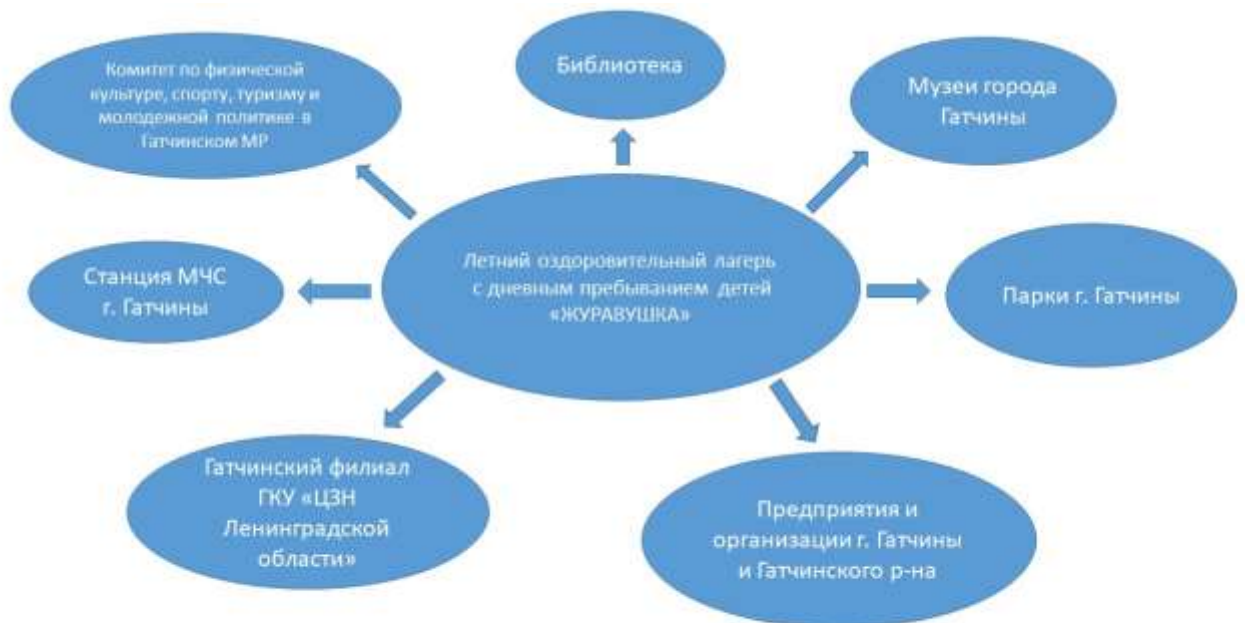 Комитет по физической
культуре, спорту, туризму и
молодежной политике в
Гатчинском МР
Библиотека
Музеи города
Гатчины
Станция МЧС
г. Гатчины
Летний оздоровительный лагерь
с дневным пребыванием детей
«ЖУРАВУШКА»
Парки г. Гатчины
Гатчинский филиал
ГКУ «ЦЗН
Ленинградской
области»
Предприятия и
организации г. Гатчины
и Гатчинского р-на